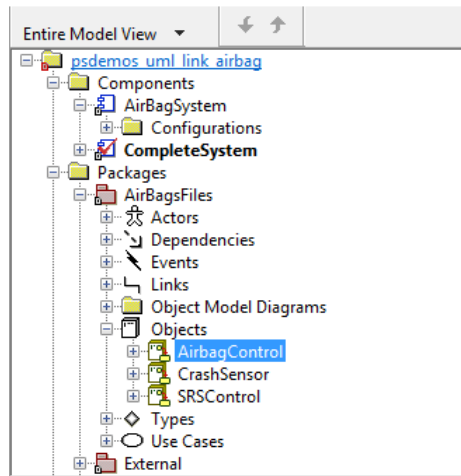 Entire Model View
psdemos_uml_link_airbag
Components
AirBagSystem
Configurations
CompleteSystem
Packages
AirBagsFiles
Actors
Dependencies
Events
Links
Object Model Diagrams
Objects
AirbagControl
CrashSensor
SRSControl
Types
Use Cases
External